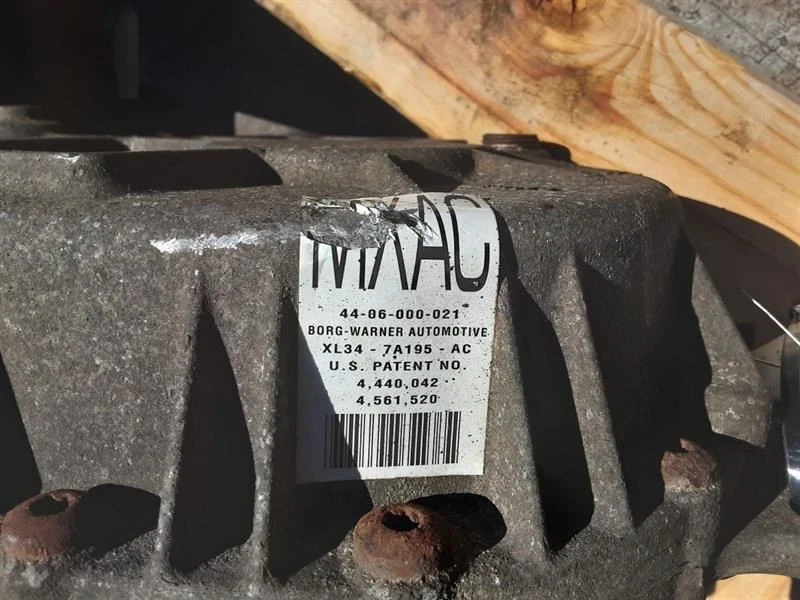 MXAC
44-06-000-021
BORG-WARNER AUTOMOTIVE
XL34 - 7A195 - AC
U.S. PATENT NO.
4,440,042
4,561,520